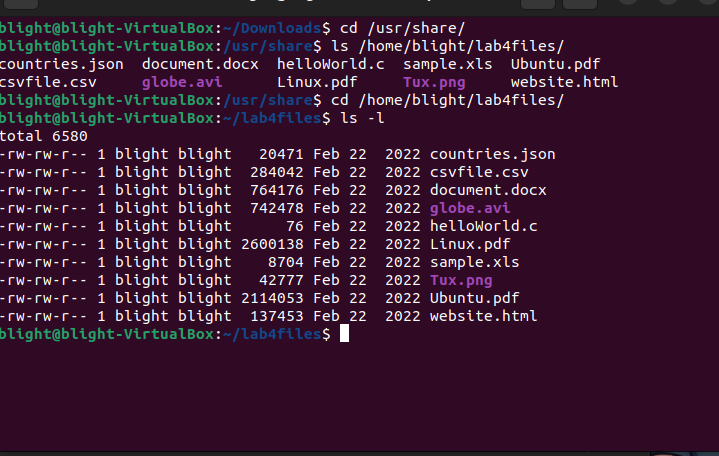 blight@blight-VirtualBox:~/Downloads$ cd /usr/share/
blight@blight-VirtualBox:/usr/share$ ls /home/blight/lab4files/
countries.json  document.docx  helloWorld.c  sample.xls  Ubuntu.pdf
csvfile.csv     globe.avi      Linux.pdf     Tux.png     website.html
blight@blight-VirtualBox:/usr/share$ cd /home/blight/lab4files/
blight@blight-VirtualBox:~/lab4files$ ls -l
total 6580
-rw-rw-r-- 1 blight blight   20471 Feb 22  2022 countries.json
-rw-rw-r-- 1 blight blight  284042 Feb 22  2022 csvfile.csv
-rw-rw-r-- 1 blight blight  764176 Feb 22  2022 document.docx
-rw-rw-r-- 1 blight blight  742478 Feb 22  2022 globe.avi
-rw-rw-r-- 1 blight blight      76 Feb 22  2022 helloWorld.c
-rw-rw-r-- 1 blight blight 2600138 Feb 22  2022 Linux.pdf
-rw-rw-r-- 1 blight blight    8704 Feb 22  2022 sample.xls
-rw-rw-r-- 1 blight blight   42777 Feb 22  2022 Tux.png
-rw-rw-r-- 1 blight blight 2114053 Feb 22  2022 Ubuntu.pdf
-rw-rw-r-- 1 blight blight  137453 Feb 22  2022 website.html
blight@blight-VirtualBox:~/lab4files$